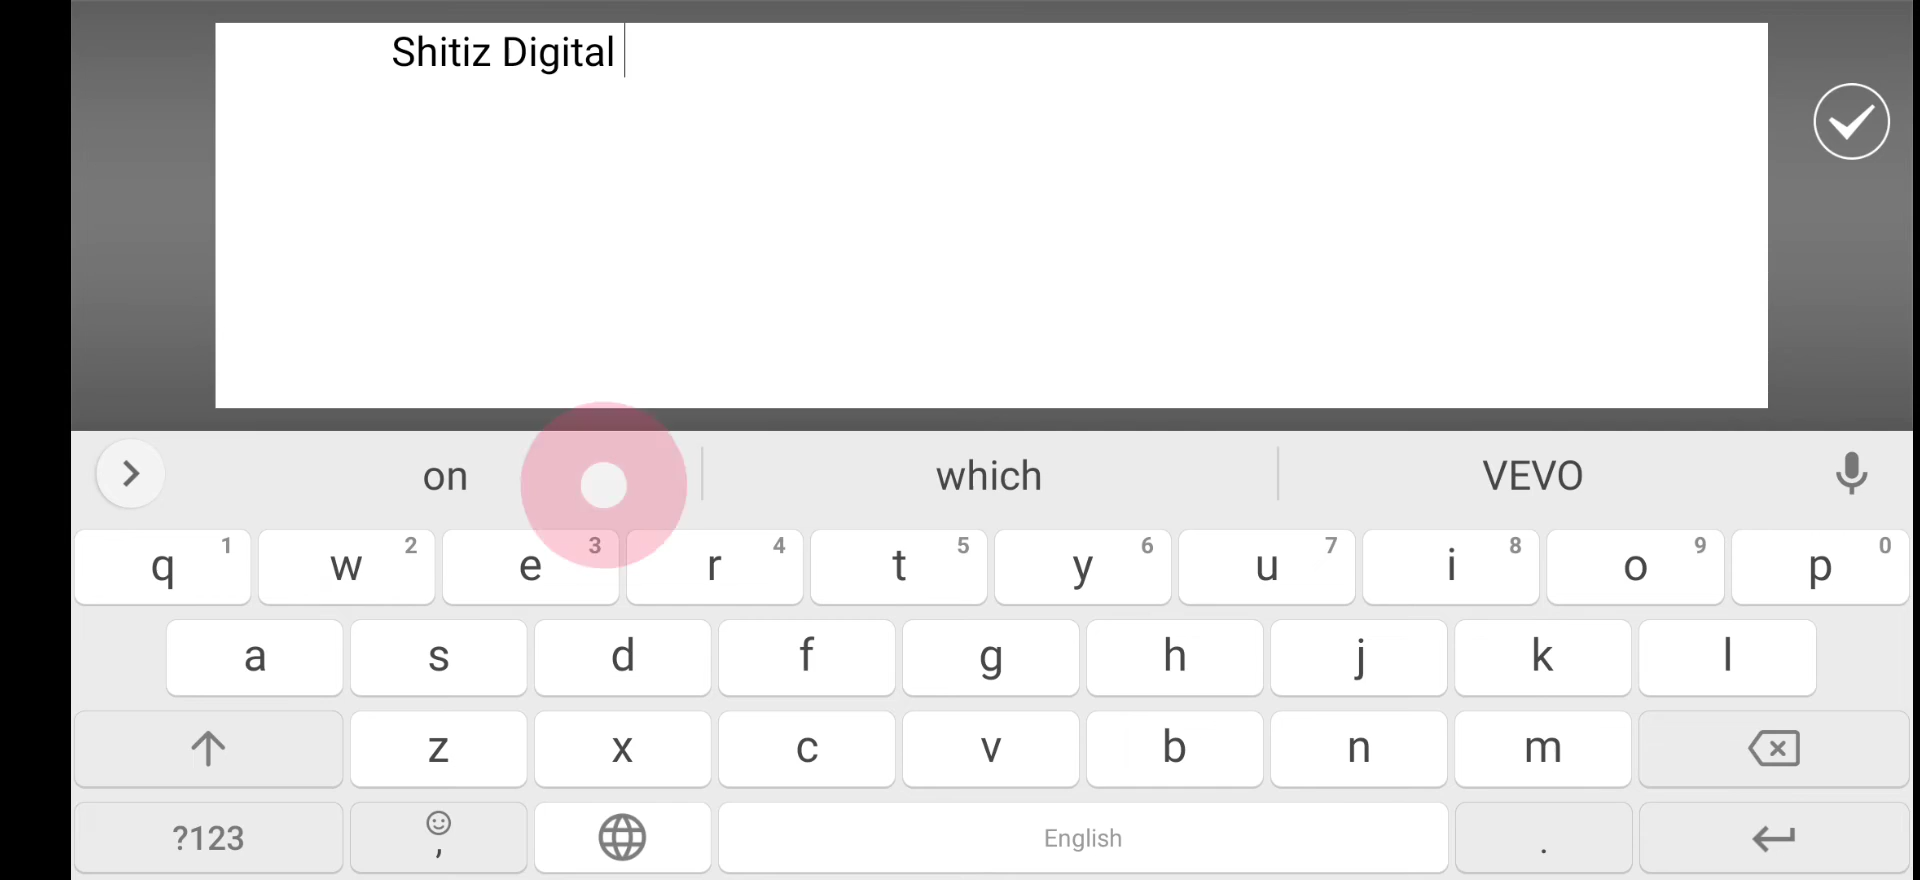 Shitiz Digital
on which VEVO
q 1 w 2 e 3 r 4 t 5 y 6 u 7 i 8 o 9 p 0
a s d f g h j k l
z x c v b n m
?123 , English .